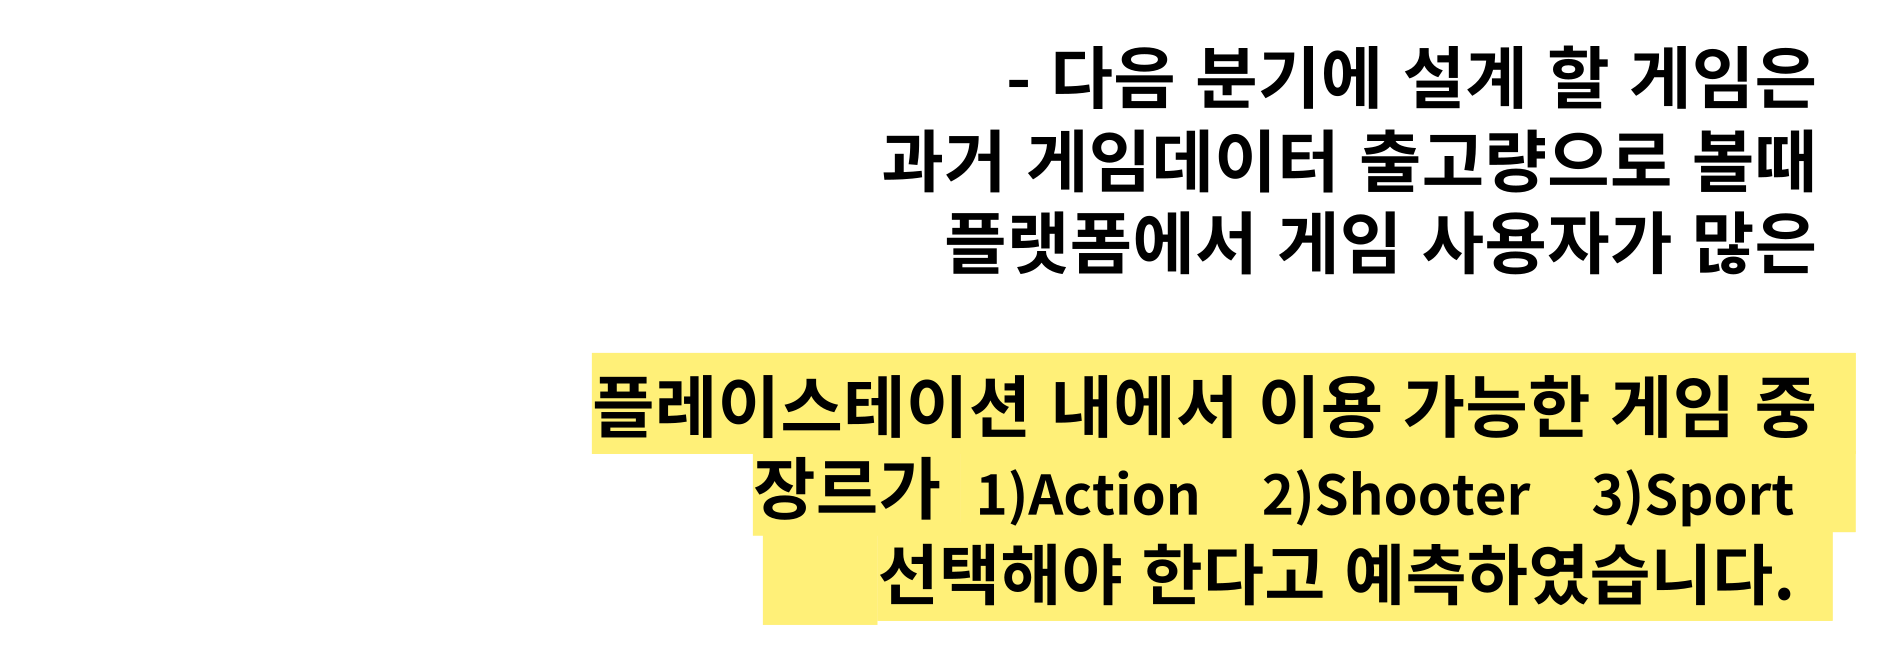 - 다음 분기에 설계 할 게임은
과거 게임데이터 출고량으로 볼때
플랫폼에서 게임 사용자가 많은
플레이스테이션 내에서 이용 가능한 게임 중
장르가 1)Action 2)Shooter 3)Sport
선택해야 한다고 예측하였습니다.